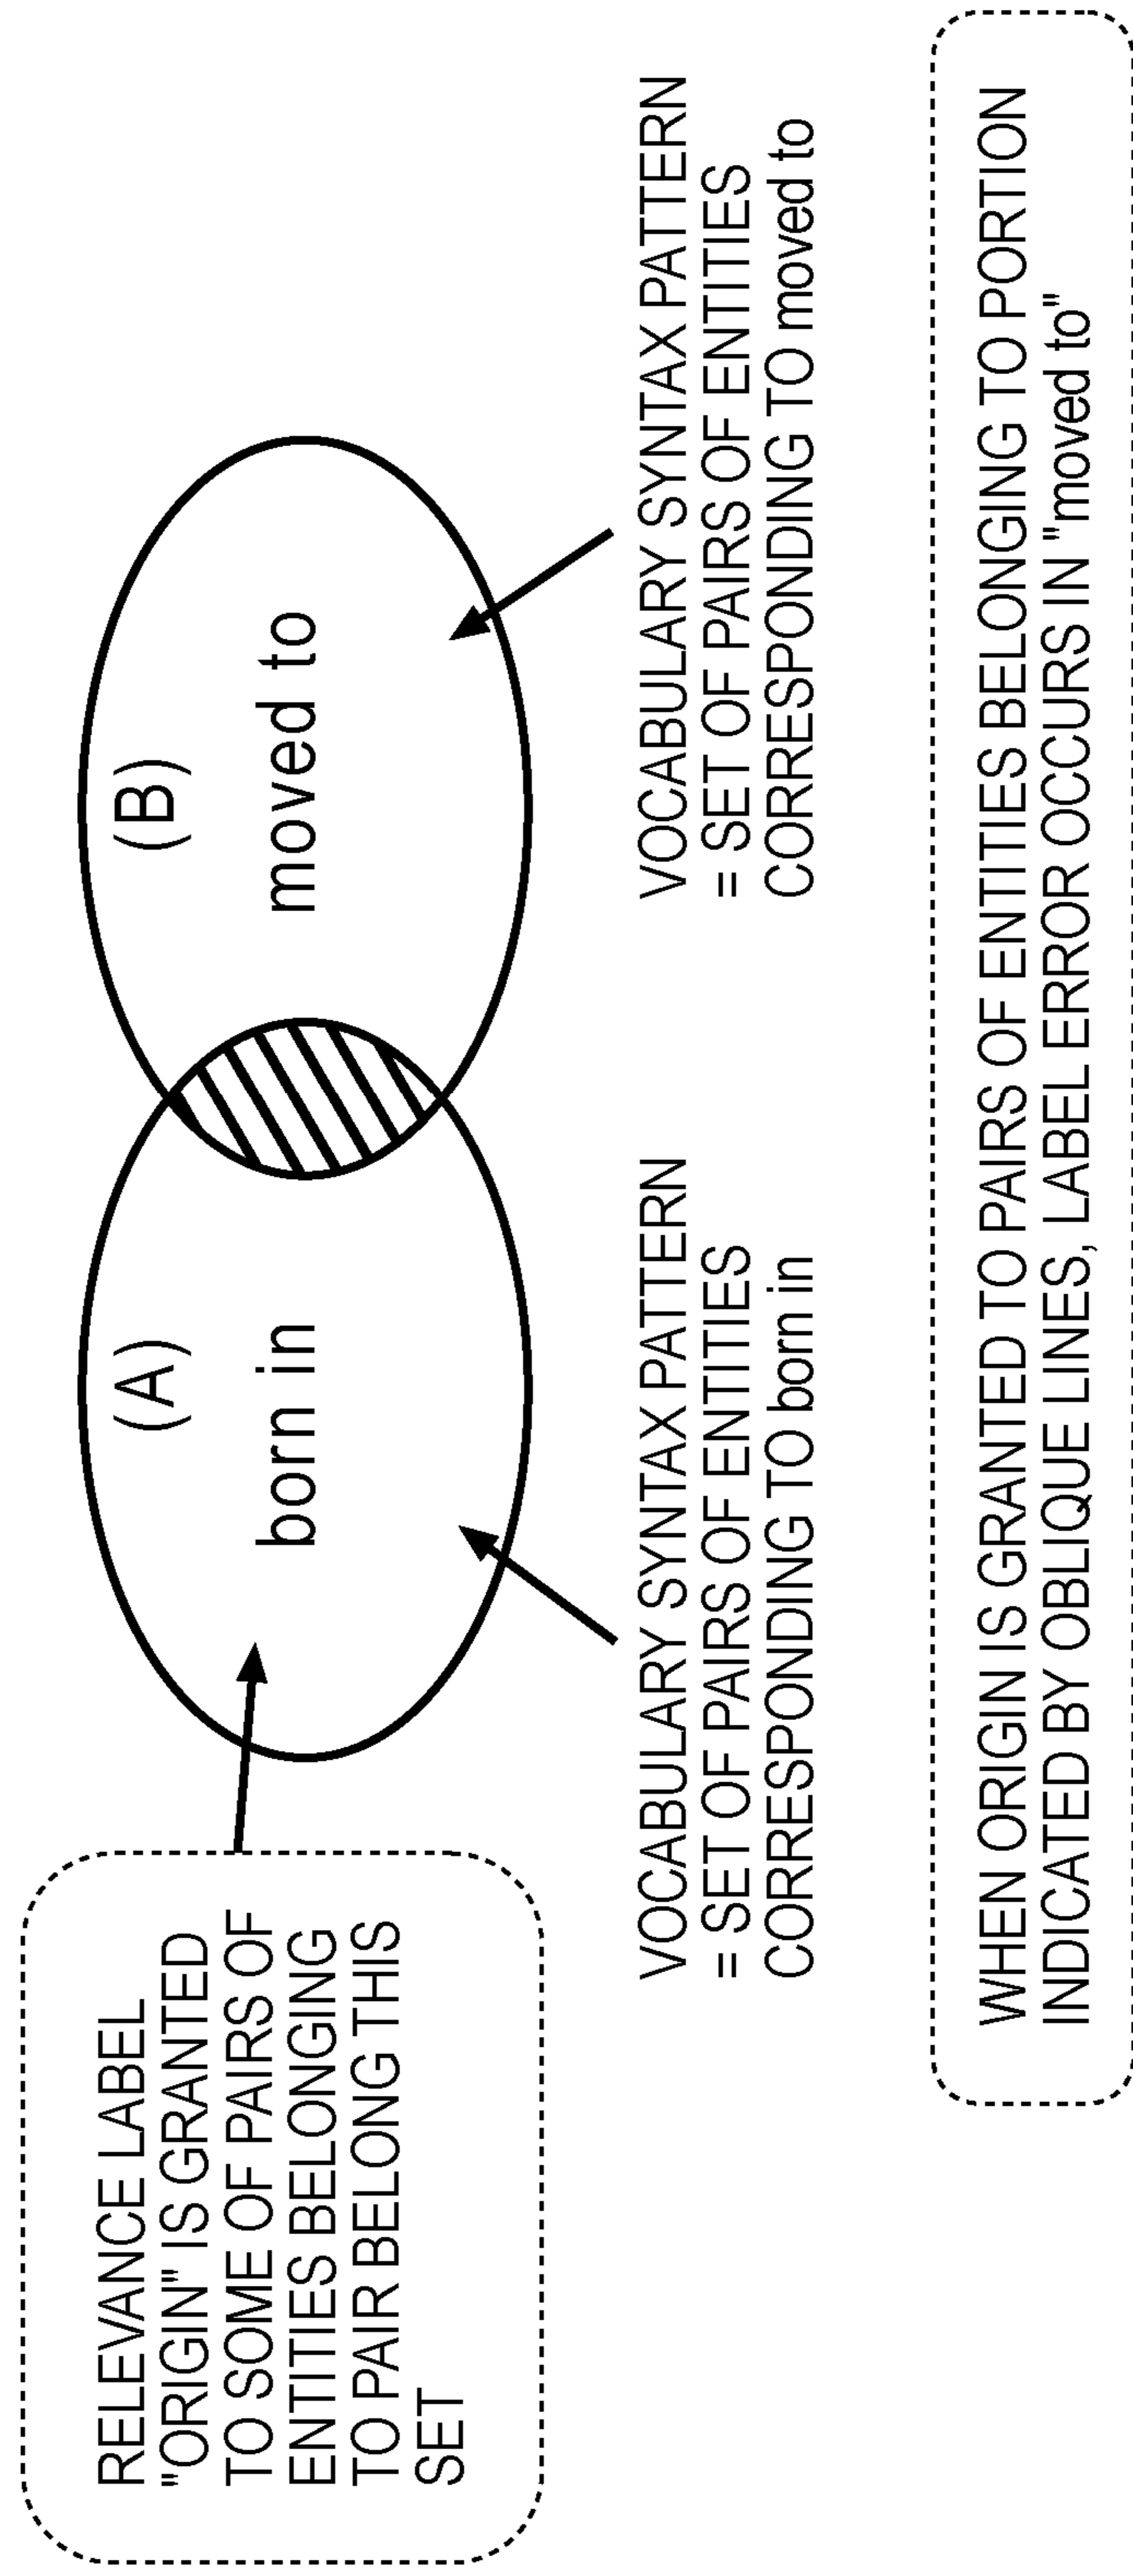 RELEVANCE LABEL
"ORIGIN" IS GRANTED
TO SOME OF PAIRS OF
ENTITIES BELONGING
TO PAIR BELONG THIS
SET
(A)
born in
(B)
moved to
VOCABULARY SYNTAX PATTERN
= SET OF PAIRS OF ENTITIES
CORRESPONDING TO born in
VOCABULARY SYNTAX PATTERN
= SET OF PAIRS OF ENTITIES
CORRESPONDING TO moved to
WHEN ORIGIN IS GRANTED TO PAIRS OF ENTITIES BELONGING TO PORTION
INDICATED BY OBLIQUE LINES, LABEL ERROR OCCURS IN "moved to"